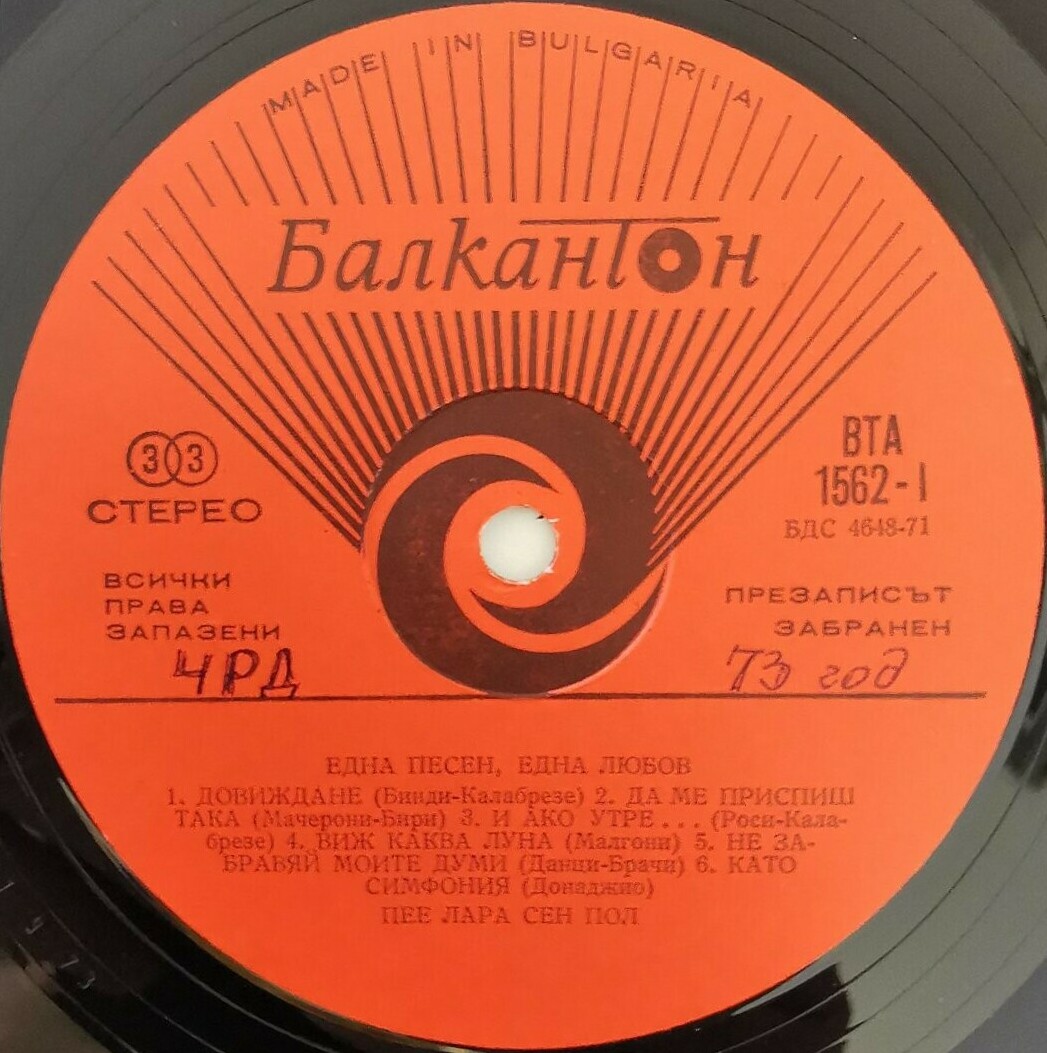 MADE IN BULGARIA
Балкантон
33
СТЕРЕО
ВТА
1562-I
БДС 4648-71
ВСИЧКИ
ПРАВА
ЗАПАЗЕНИ
ЧРД
ПРЕЗАПИСЪТ
ЗАБРАНЕН
73 год
ЕДНА ПЕСЕН, ЕДНА ЛЮБОВ
1. ДОВИЖДАНЕ (Бинди-Калабрезе) 2. ДА МЕ ПРИСПИШ
ТАКА (Мачерони-Бири) 3. И АКО УТРЕ... (Роси-Кала-
брезе) 4. ВИЖ КАКВА ЛУНА (Малгони) 5. НЕ ЗА-
БРАВЯЙ МОИТЕ ДУМИ (Данци-Брачи) 6. КАТО
СИМФОНИЯ (Донаджио)
ПЕЕ ЛАРА СЕН ПОЛ